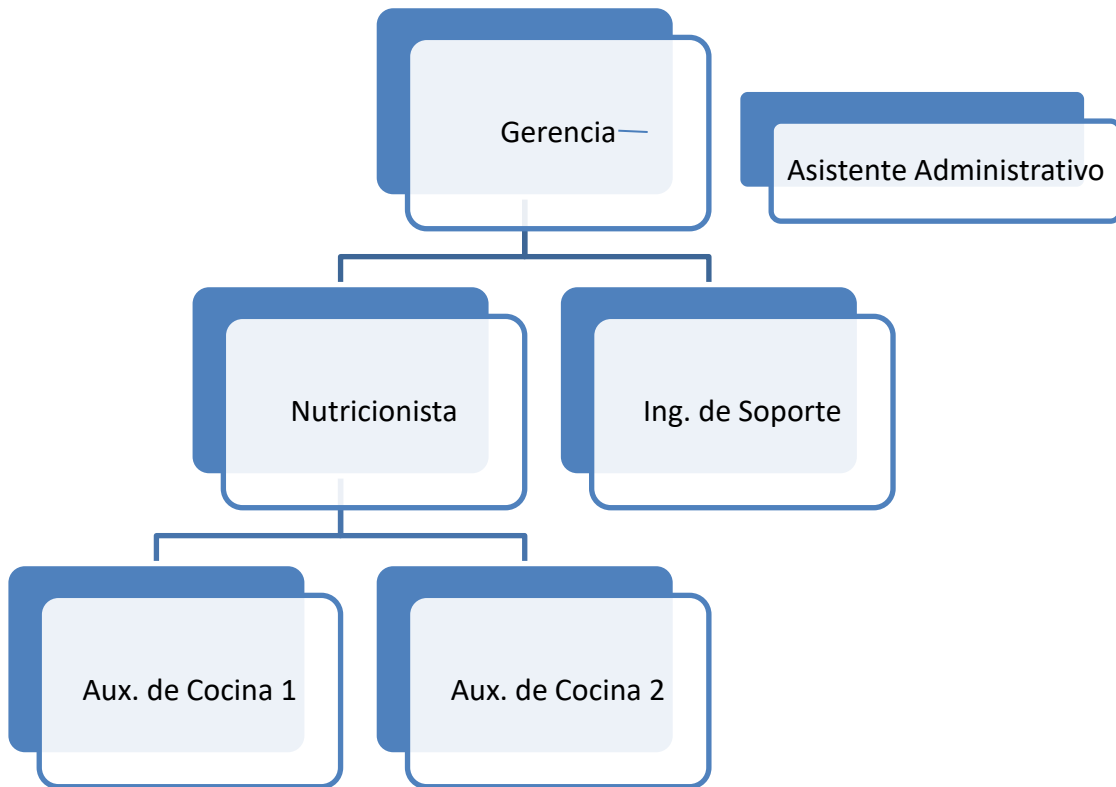 Gerencia
Asistente Administrativo
Nutricionista
Ing. de Soporte
Aux. de Cocina 1
Aux. de Cocina 2